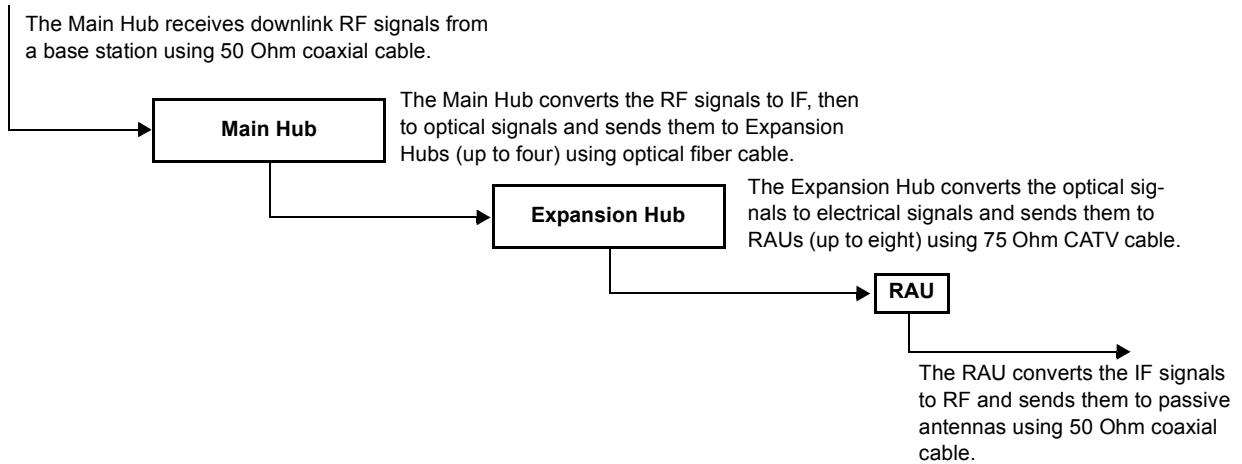 The Main Hub receives downlink RF signals from
a base station using 50 Ohm coaxial cable.
Main Hub
The Main Hub converts the RF signals to IF, then
to optical signals and sends them to Expansion
Hubs (up to four) using optical fiber cable.
Expansion Hub
The Expansion Hub converts the optical sig-
nals to electrical signals and sends them to
RAUs (up to eight) using 75 Ohm CATV cable.
RAU
The RAU converts the IF signals
to RF and sends them to passive
antennas using 50 Ohm coaxial
cable.